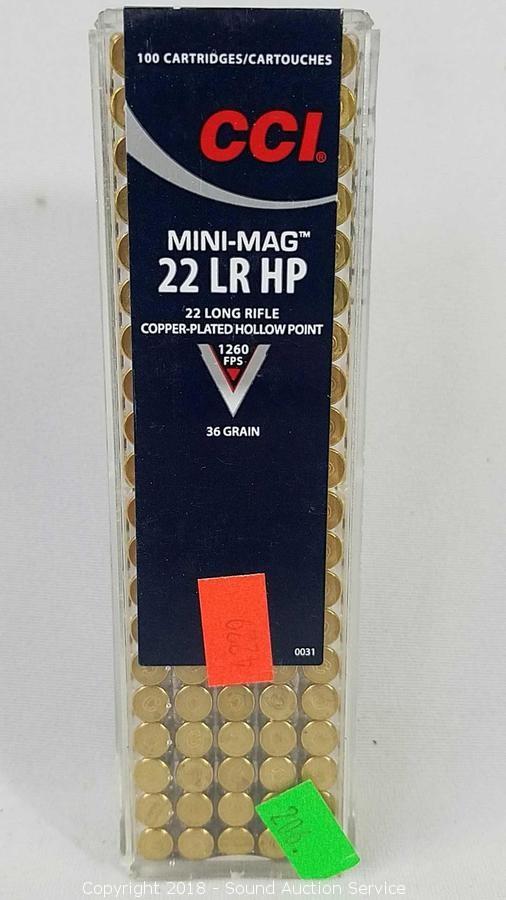 100 CARTRIDGES/CARTOUCHES
CCI®
MINI-MAG™
22 LR HP
22 LONG RIFLE
COPPER-PLATED HOLLOW POINT
1260
FPS
36 GRAIN
0031
206.
Copyright 2018 - Sound Auction Service